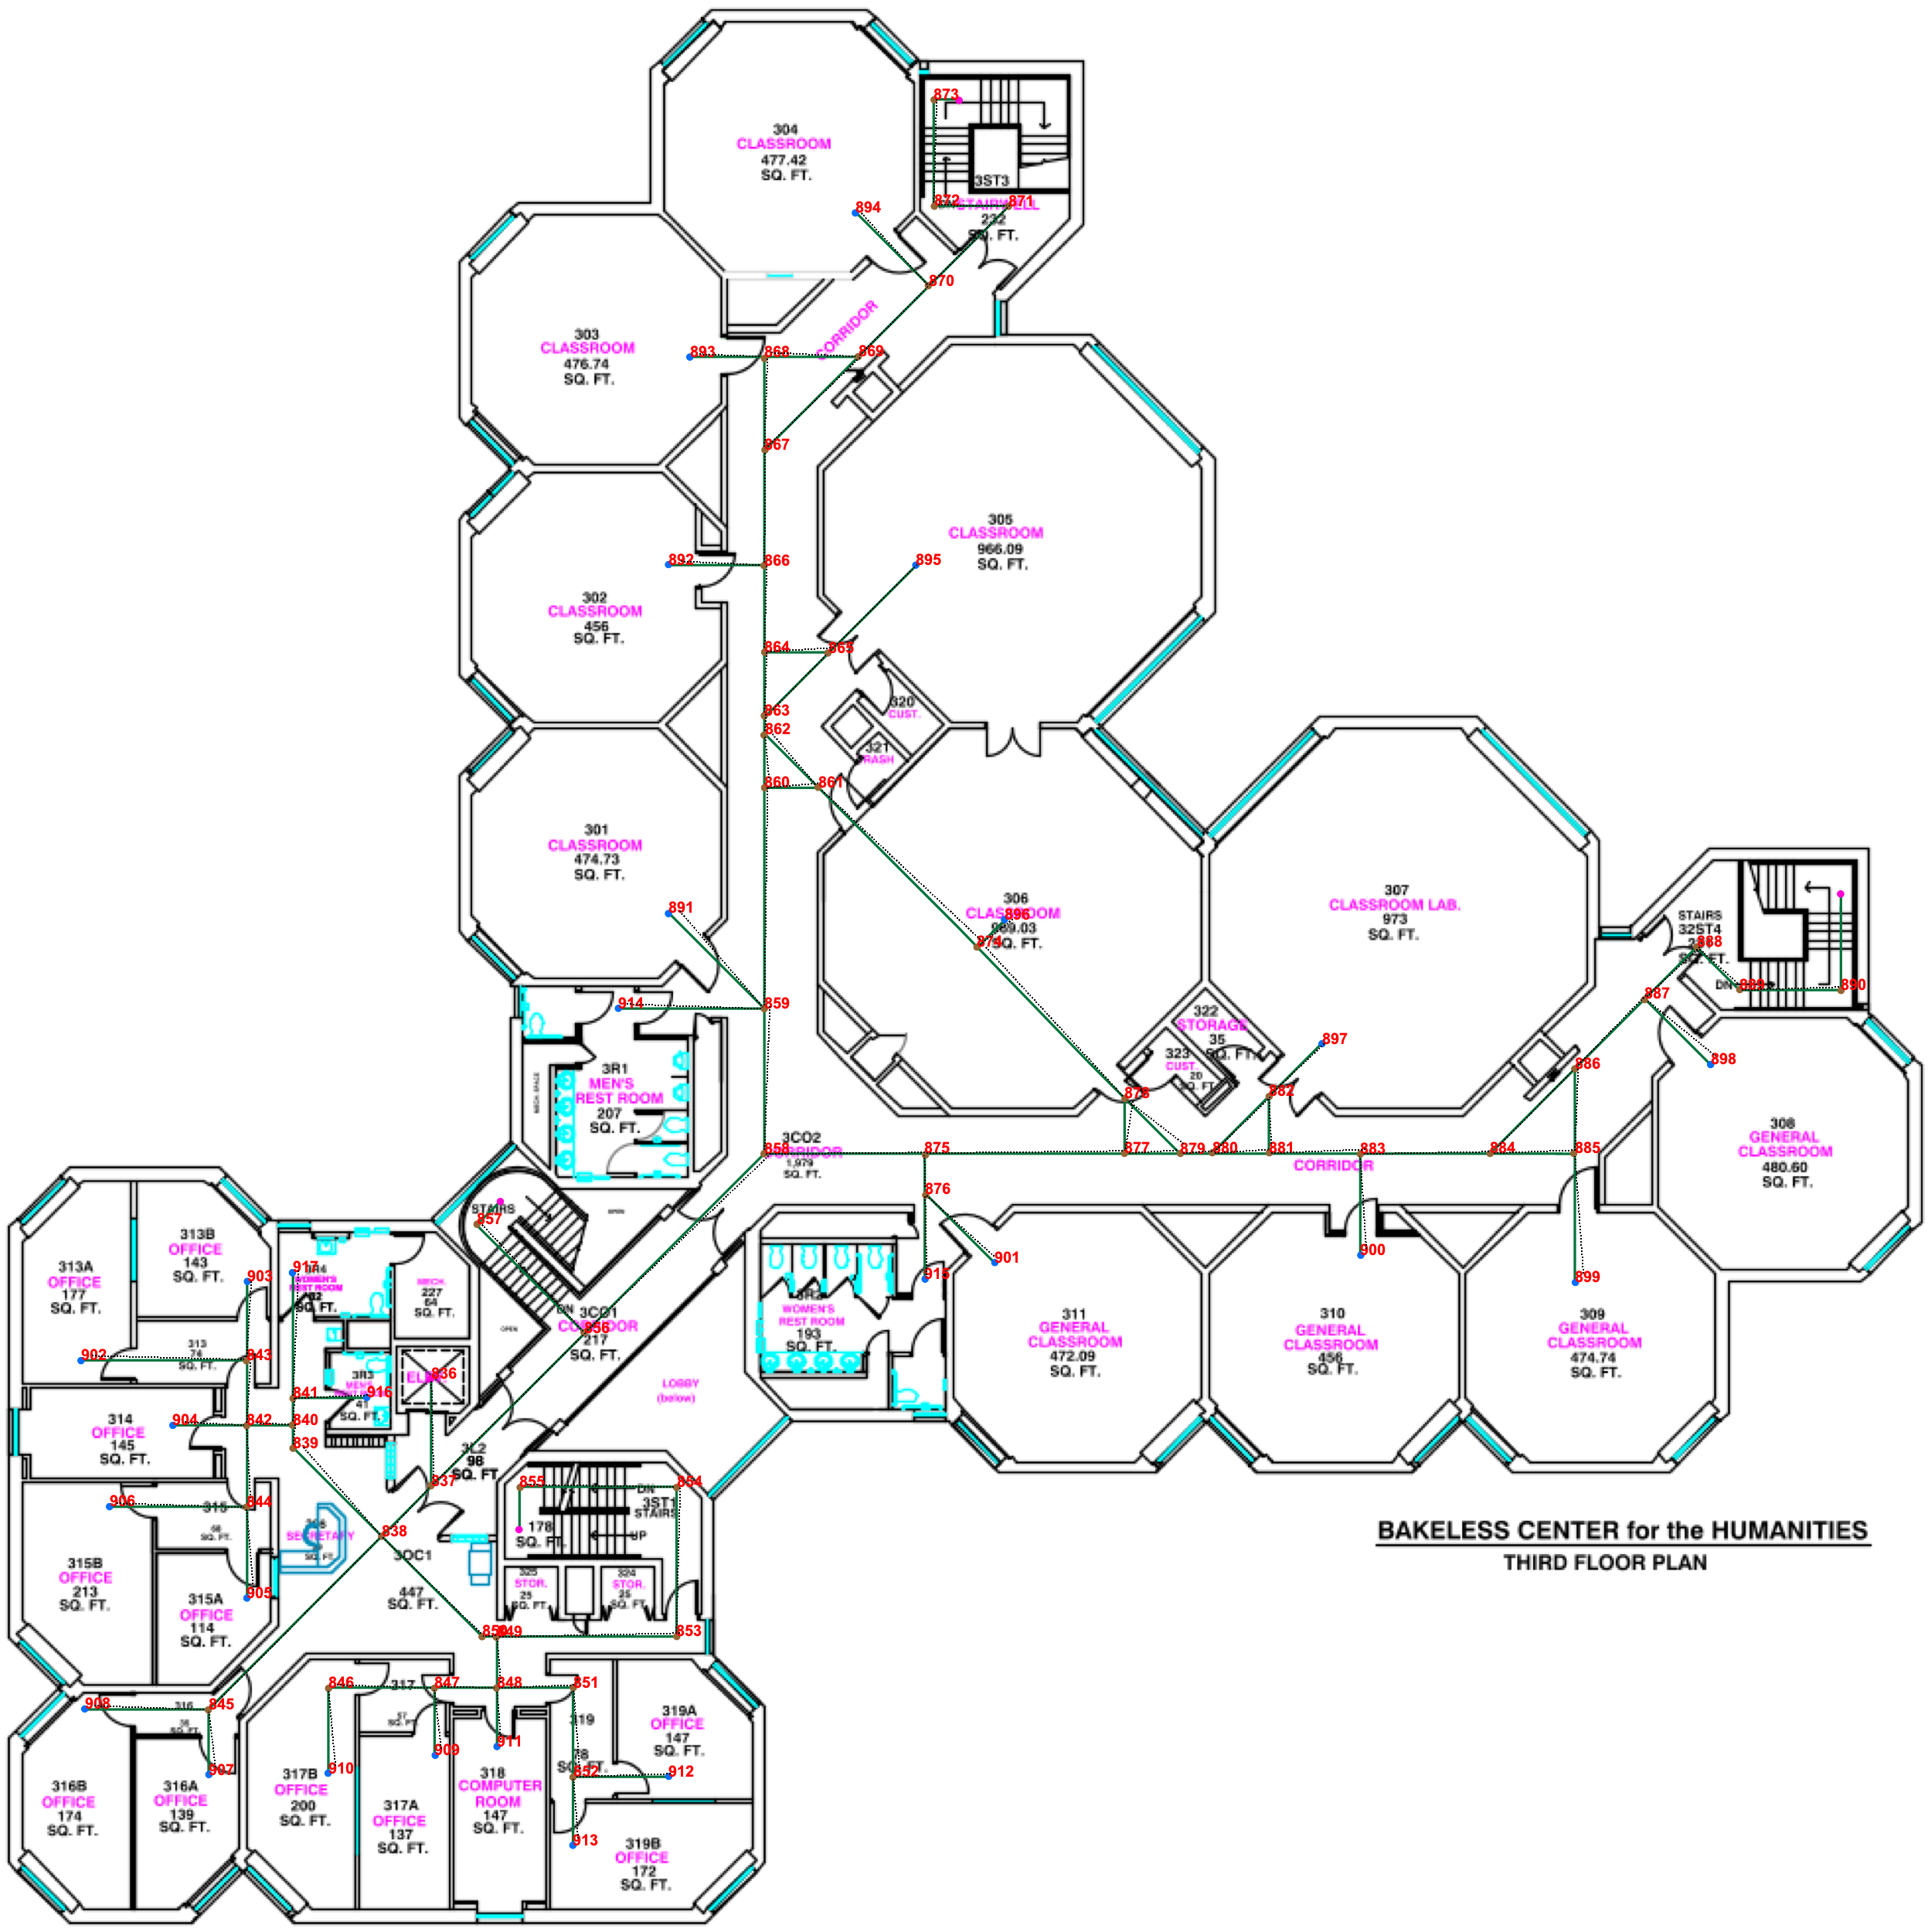 873
304
CLASSROOM
477.42
SQ. FT.
3ST3
872
871
STAIRWELL
232
SQ. FT.
894
870
CORRIDOR
303
CLASSROOM
476.74
SQ. FT.
893
868
869
867
305
CLASSROOM
966.09
SQ. FT.
892
866
895
302
CLASSROOM
456
SQ. FT.
864
865
863
862
320
CUST.
321
TRASH
860
861
301
CLASSROOM
474.73
SQ. FT.
891
306
CLASSROOM
SQ. FT.
896
874
307
CLASSROOM LAB.
973
SQ. FT.
STAIRS
32ST4
SQ. FT.
888
DN
889
890
887
914
859
322
STORAGE
35
SQ. FT.
323
CUST.
20
SQ. FT.
897
898
886
3R1
MEN'S
REST ROOM
207
SQ. FT.
MECH. SPACE
882
308
GENERAL
CLASSROOM
480.60
SQ. FT.
3CO2
CORRIDOR
1,979
SQ. FT.
875
877
879
880
881
883
884
885
CORRIDOR
876
STAIRS
857
OPEN
901
900
899
915
313A
OFFICE
177
SQ. FT.
313B
OFFICE
143
SQ. FT.
903
917
WOMEN'S
REST ROOM
SQ. FT.
MECH.
227
64
SQ. FT.
OPEN
DN
3CO1
CORRIDOR
217
SQ. FT.
856
WOMEN'S
REST ROOM
193
SQ. FT.
311
GENERAL
CLASSROOM
472.09
SQ. FT.
310
GENERAL
CLASSROOM
456
SQ. FT.
309
GENERAL
CLASSROOM
474.74
SQ. FT.
313
74
SQ. FT.
902
843
836
LOBBY
(below)
3R3
41
SQ. FT.
841
916
314
OFFICE
145
SQ. FT.
904
842
840
839
3L2
98
SQ. FT.
837
906
844
315
68
SQ. FT.
SECRETARY
838
3OC1
447
SQ. FT.
855
854
DN
3ST1
STAIRS
UP
178
SQ. FT.
BAKELESS CENTER for the HUMANITIES
THIRD FLOOR PLAN
315B
OFFICE
213
SQ. FT.
315A
OFFICE
114
SQ. FT.
905
325
STOR.
25
SQ. FT.
324
STOR.
25
SQ. FT.
849
853
908
316
SQ. FT.
845
907
846
317
57
SQ. FT.
847
848
851
319
909
910
911
319A
OFFICE
147
SQ. FT.
852
912
316B
OFFICE
174
SQ. FT.
316A
OFFICE
139
SQ. FT.
317B
OFFICE
200
SQ. FT.
317A
OFFICE
137
SQ. FT.
318
COMPUTER
ROOM
147
SQ. FT.
913
319B
OFFICE
172
SQ. FT.